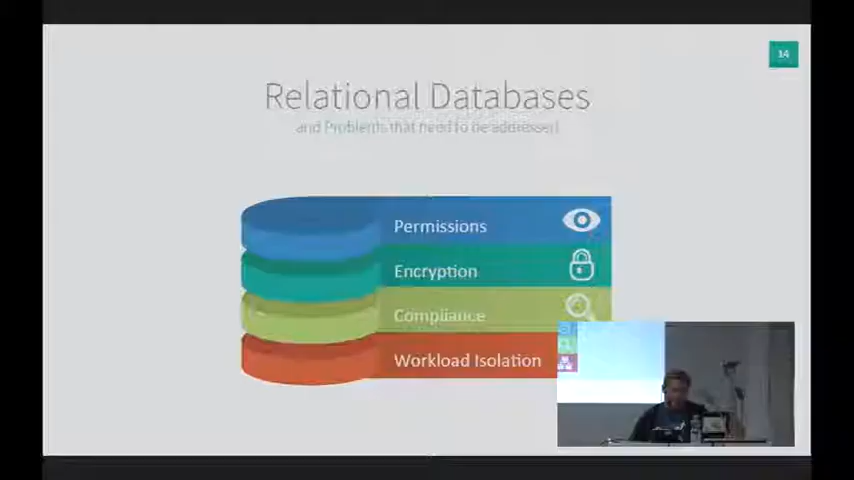 14
Relational Databases
and Problems that need to be addressed
Permissions
Encryption
Compliance
Workload Isolation